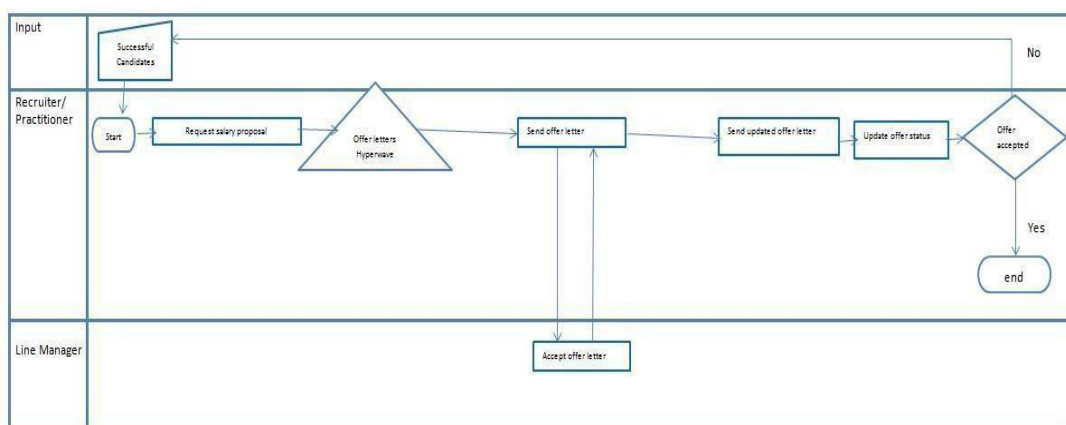 Input
Successful
Candidates
No
Recruiter/
Practitioner
Start
Request salary proposal
Offer letters
Hyperwave
Send offer letter
Send updated offer letter
Update offer status
Offer
accepted
Yes
end
Line Manager
Accept offer letter